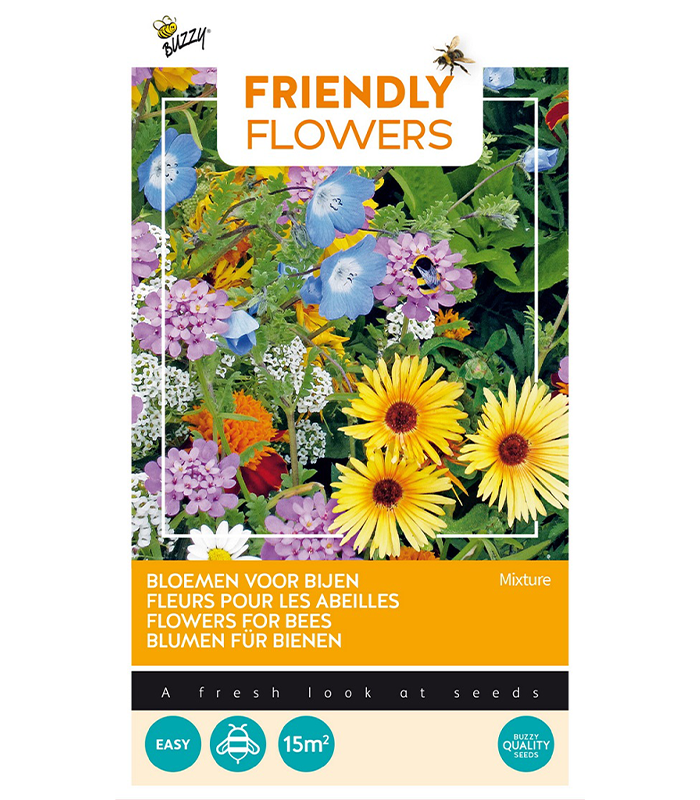 BUZZY®
FRIENDLY
FLOWERS
BLOEMEN VOOR BIJEN
Mixture
FLEURS POUR LES ABEILLES
FLOWERS FOR BEES
BLUMEN FÜR BIENEN
A fresh look at seeds
EASY
15m²
BUZZY
QUALITY
SEEDS